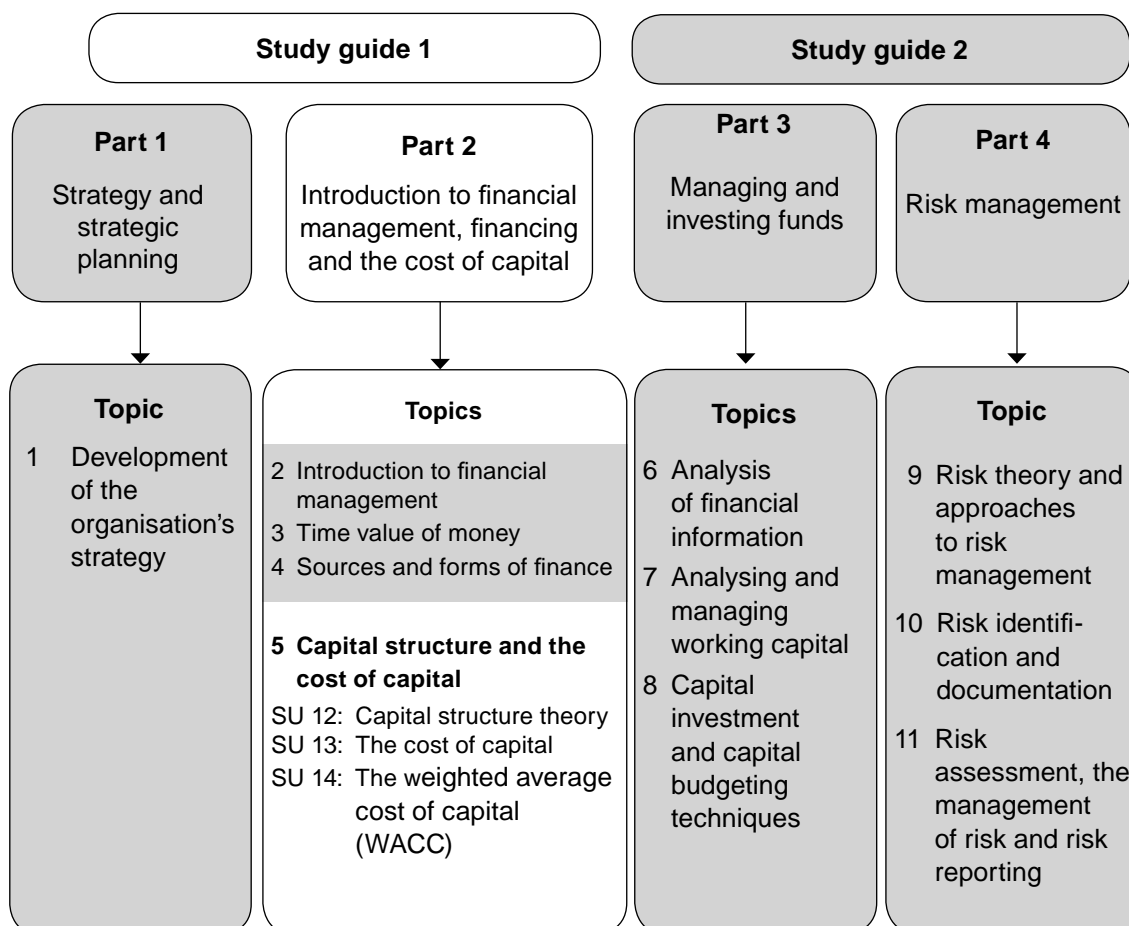 Study guide 1
Study guide 2
Part 1
Strategy and
strategic
planning
Part 2
Introduction to financial
management, financing
and the cost of capital
Part 3
Managing and
investing funds
Part 4
Risk management
Topic
1 Development
of the
organisation's
strategy
Topics
2 Introduction to financial
management
3 Time value of money
4 Sources and forms of finance
5 Capital structure and the
cost of capital
SU 12: Capital structure theory
SU 13: The cost of capital
SU 14: The weighted average
cost of capital
(WACC)
Topics
6 Analysis
of financial
information
7 Analysing and
managing
working capital
8 Capital
investment
and capital
budgeting
techniques
Topic
9 Risk theory and
approaches
to risk
management
10 Risk identifi-
cation and
documentation
11 Risk
assessment, the
management
of risk and risk
reporting